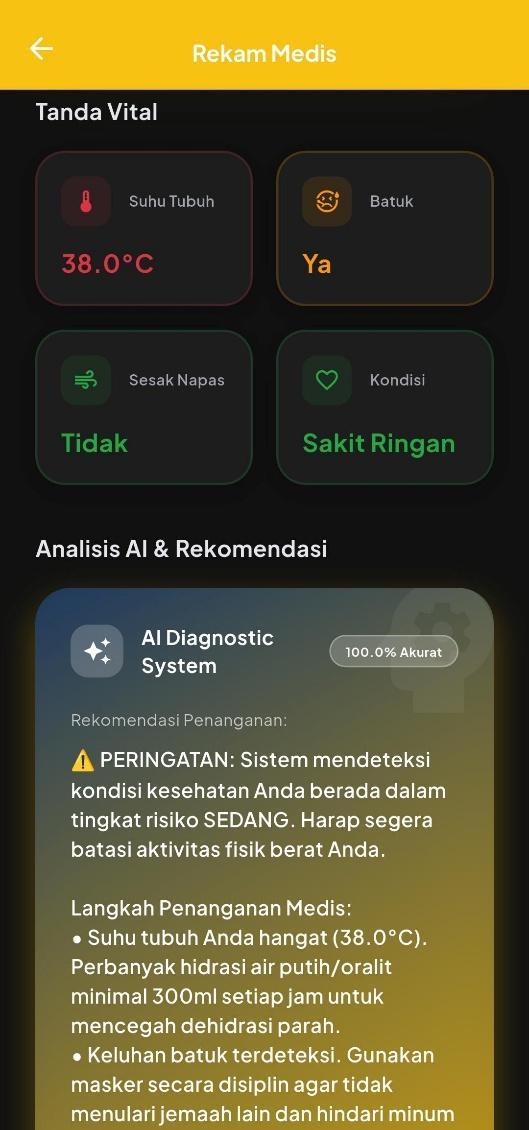 Rekam Medis
Tanda Vital
Suhu Tubuh
38.0°C
Batuk
Ya
Sesak Napas
Tidak
Kondisi
Sakit Ringan
Analisis AI & Rekomendasi
AI Diagnostic
System
100.0% Akurat
Rekomendasi Penanganan:
⚠️ PERINGATAN: Sistem mendeteksi
kondisi kesehatan Anda berada dalam
tingkat risiko SEDANG. Harap segera
batasi aktivitas fisik berat Anda.
Langkah Penanganan Medis:
• Suhu tubuh Anda hangat (38.0°C).
Perbanyak hidrasi air putih/oralit
minimal 300ml setiap jam untuk
mencegah dehidrasi parah.
• Keluhan batuk terdeteksi. Gunakan
masker secara disiplin agar tidak
menulari jemaah lain dan hindari minum